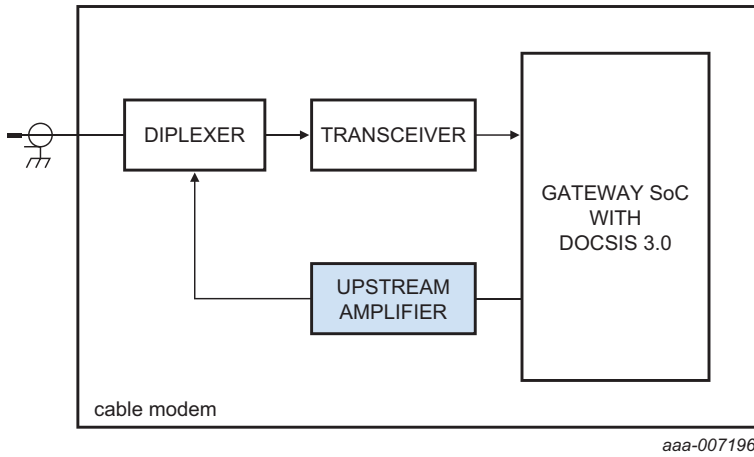 DIPLEXER
TRANSCEIVER
GATEWAY SoC
WITH
DOCSIS 3.0
UPSTREAM
AMPLIFIER
cable modem
aaa-007196